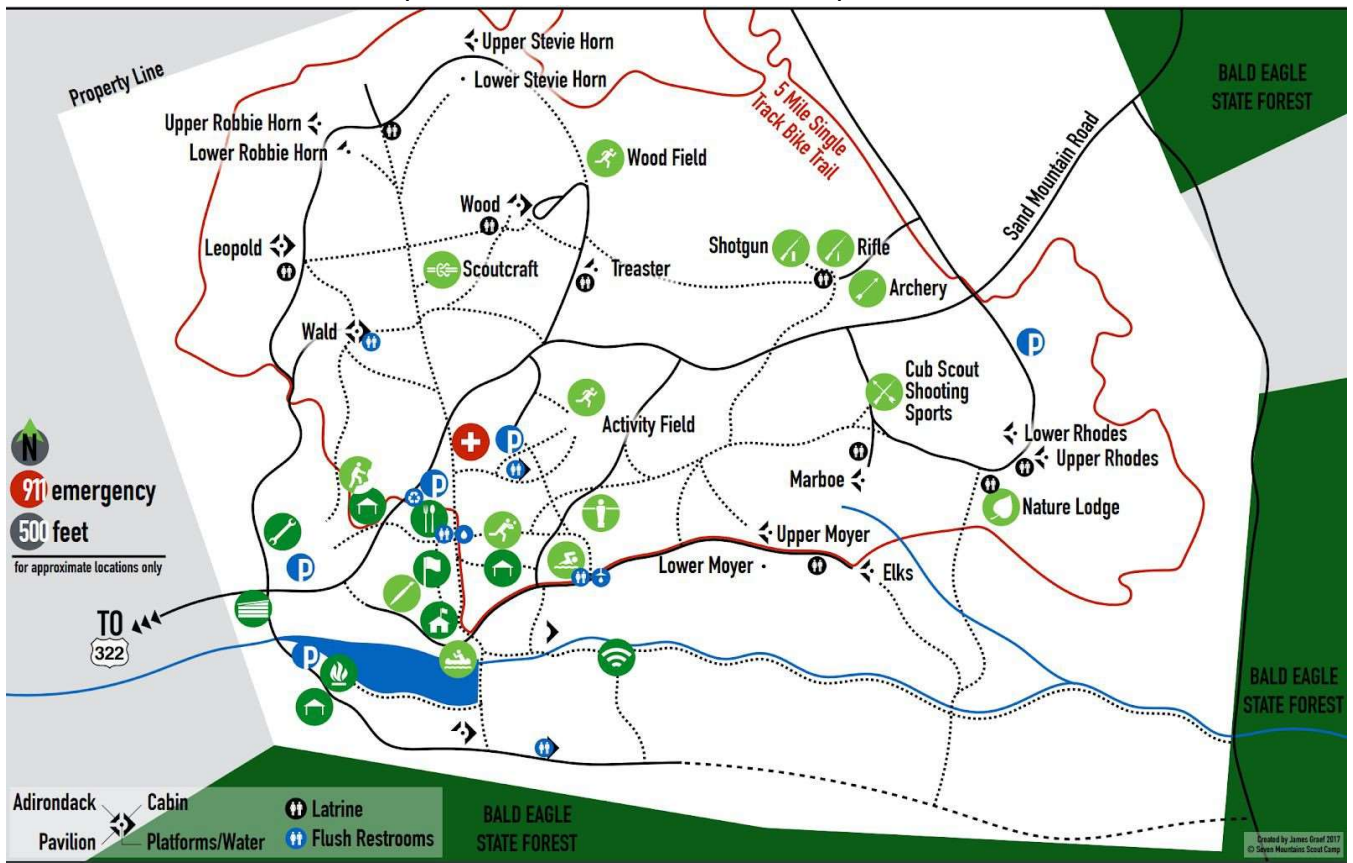 Property Line
Upper Stevie Horn
Lower Stevie Horn
BALD EAGLE
STATE FOREST
Upper Robbie Horn
Lower Robbie Horn
5 Mile Single
Track Bike Trail
Wood Field
Sand Mountain Road
Wood
Leopold
Shotgun
Rifle
Scoutcraft
Treaster
Archery
Wald
P
Cub Scout
Shooting
Sports
Activity Field
N
P
Lower Rhodes
Upper Rhodes
911 emergency
P
Marboe
Nature Lodge
500 feet
for approximate locations only
Upper Moyer
P
Lower Moyer
Elks
TO
322
P
BALD EAGLE
STATE FOREST
Adirondack
Cabin
Pavilion
Platforms/Water
Latrine
Flush Restrooms
BALD EAGLE
STATE FOREST
Created by James Graef 2017
© Seven Mountains Scout Camp